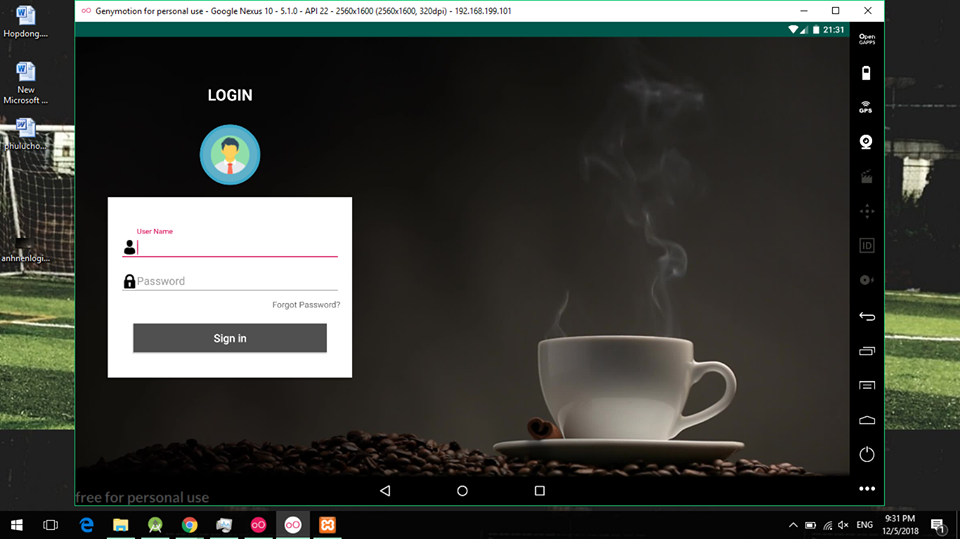 Genymotion for personal use - Google Nexus 10 - 5.1.0 - API 22 - 2560x1600 (2560x1600, 320dpi) - 192.168.199.101
Hopdong....
New
Microsoft ...
phulucho...
anhnenlogi...
21:31
Open
GAPPS
GPS
ID
LOGIN
User Name
Password
Forgot Password?
Sign in
free for personal use
ENG
9:31 PM
12/5/2018
1